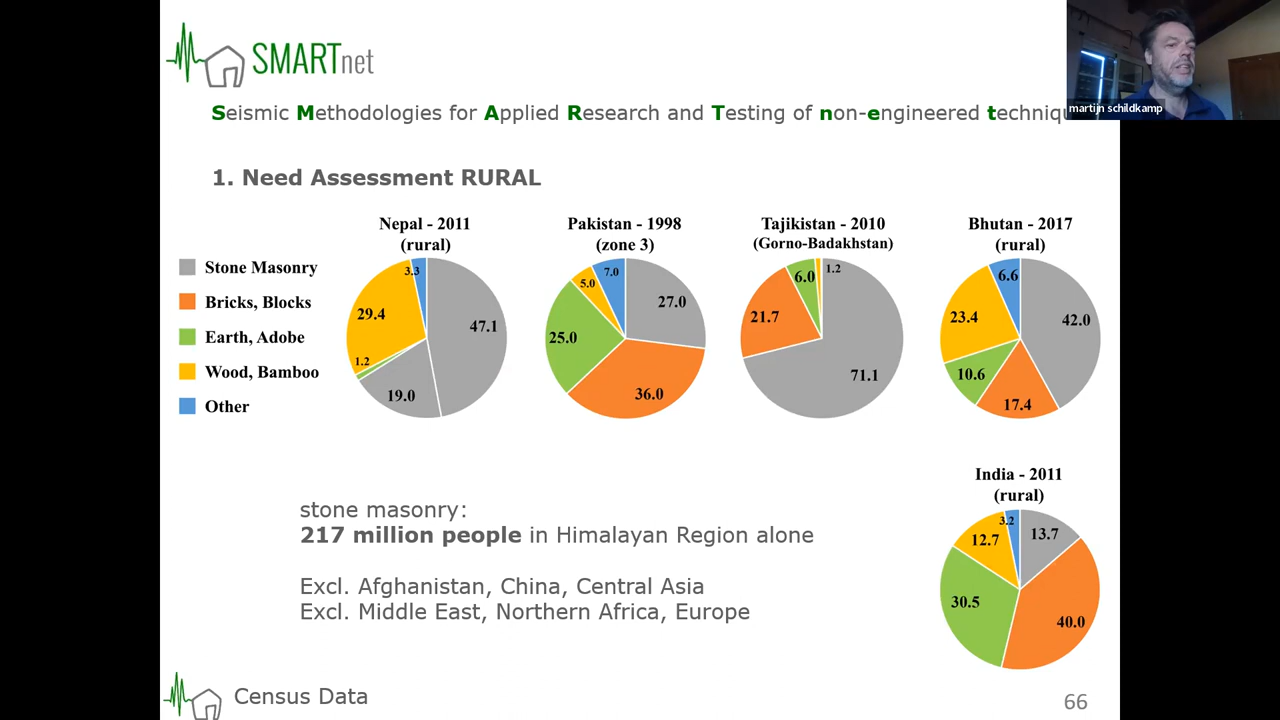 SMARTnet
martijn schildkamp
Seismic Methodologies for Applied Research and Testing of non-engineered techniqu
1. Need Assessment RURAL
Stone Masonry
Bricks, Blocks
Earth, Adobe
Wood, Bamboo
Other
Nepal - 2011
(rural)
3.3
29.4
47.1
1.2
19.0
Pakistan - 1998
(zone 3)
7.0
5.0
27.0
25.0
36.0
Tajikistan - 2010
(Gorno-Badakhstan)
1.2
6.0
21.7
71.1
Bhutan - 2017
(rural)
6.6
23.4
42.0
10.6
17.4
India - 2011
(rural)
3.2
12.7
13.7
30.5
40.0
stone masonry:
217 million people in Himalayan Region alone
Excl. Afghanistan, China, Central Asia
Excl. Middle East, Northern Africa, Europe
Census Data
66